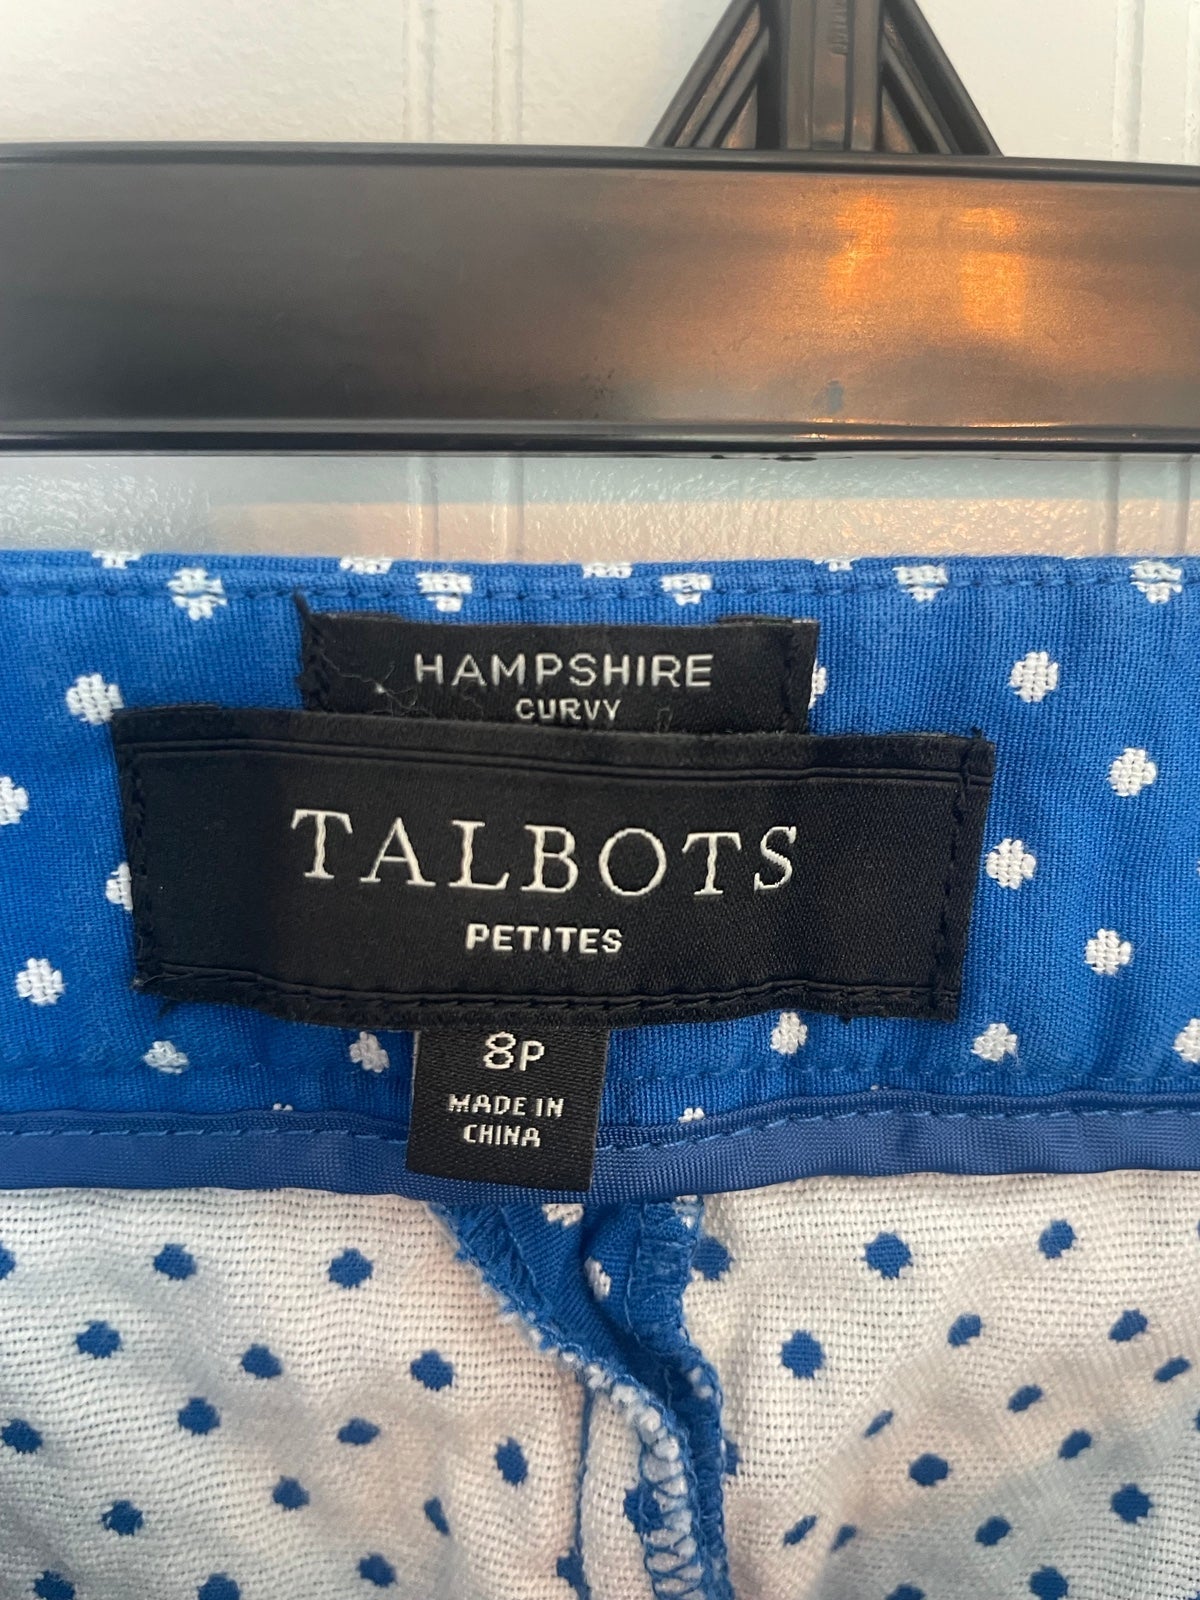 HAMPSHIRE
CURVY
TALBOTS
PETITES
8P
MADE IN
CHINA